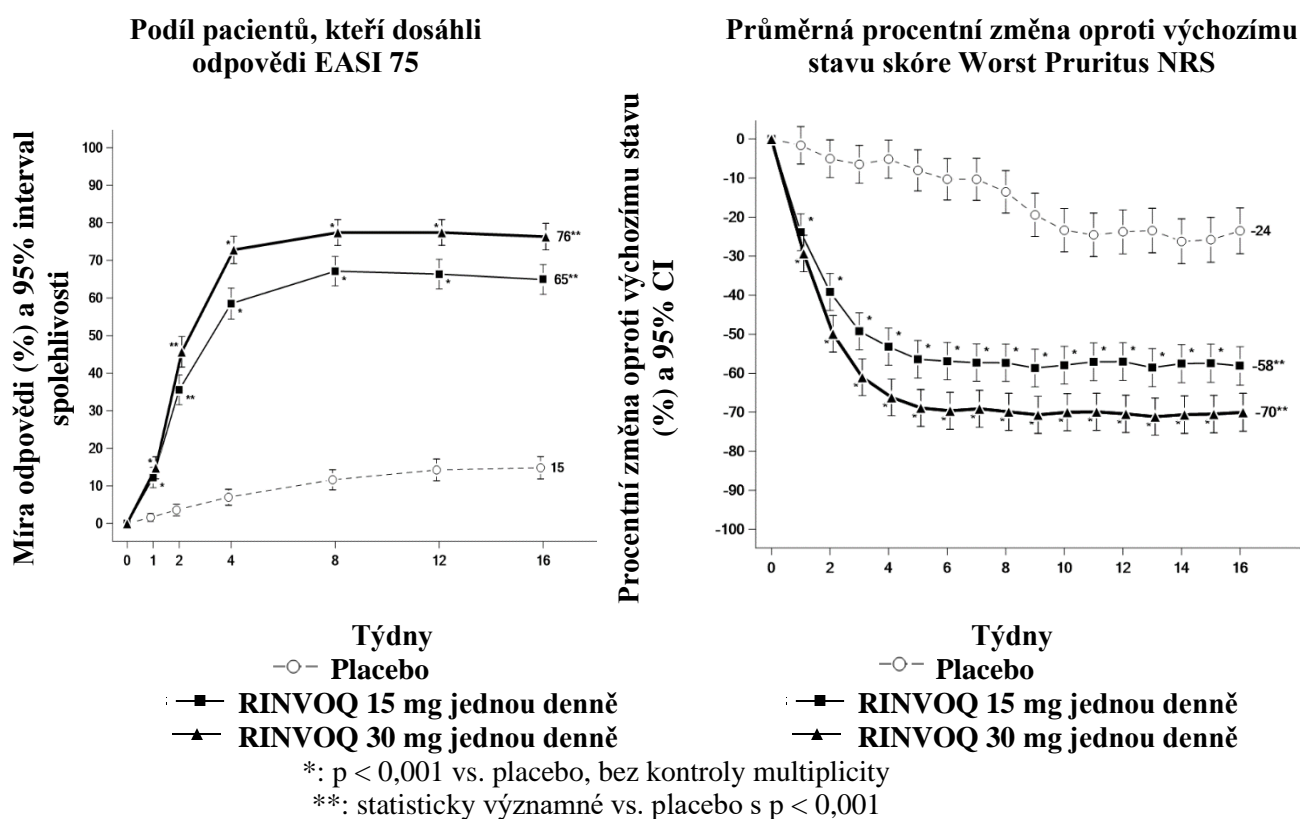 Podíl pacientů, kteří dosáhli
odpovědi EASI 75
Míra odpovědi (%) a 95% interval
spolehlivosti
100
90
80
70
60
50
40
30
20
10
0
*
*
**
**
*
*
*
*
*
*
76**
65**
15
0 1 2 4 8 12 16
Týdny
Placebo
RINVOQ 15 mg jednou denně
RINVOQ 30 mg jednou denně
Průměrná procentní změna oproti výchozímu
stavu skóre Worst Pruritus NRS
Procentní změna oproti výchozímu stavu
(%) a 95% CI
0
-10
-20
-30
-40
-50
-60
-70
-80
-90
-100
* * * * * * * * * * * * * * *
* * * * * * * * * * * * * * *
-24
-58**
-70**
0 2 4 6 8 10 12 14 16
Týdny
Placebo
RINVOQ 15 mg jednou denně
RINVOQ 30 mg jednou denně
*: p < 0,001 vs. placebo, bez kontroly multiplicity
**: statisticky významné vs. placebo s p < 0,001